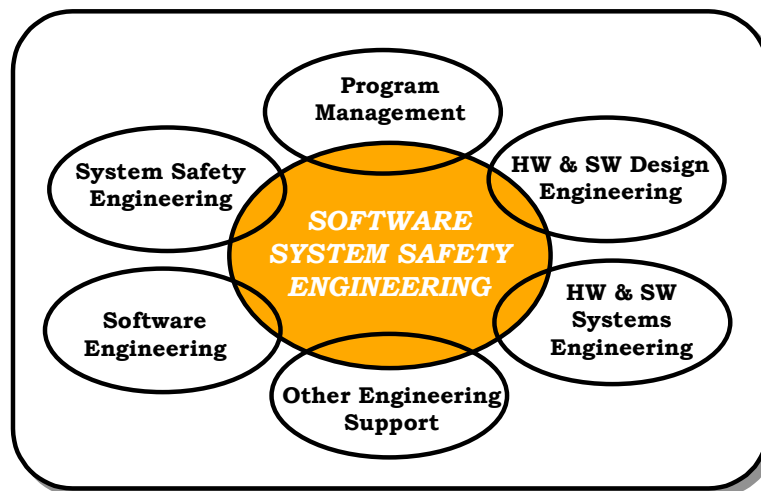 Program
Management
System Safety
Engineering
HW & SW Design
Engineering
SOFTWARE
SYSTEM SAFETY
ENGINEERING
Software
Engineering
HW & SW
Systems
Engineering
Other Engineering
Support